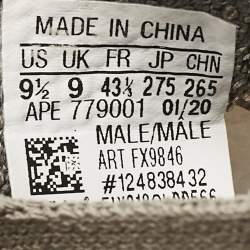 MADE IN CHINA
US UK FR JP CHN
9½ 9 43⅓ 275 265
APE 779001 01/20
MALE/MÂLE
ART FX9846
#124838432